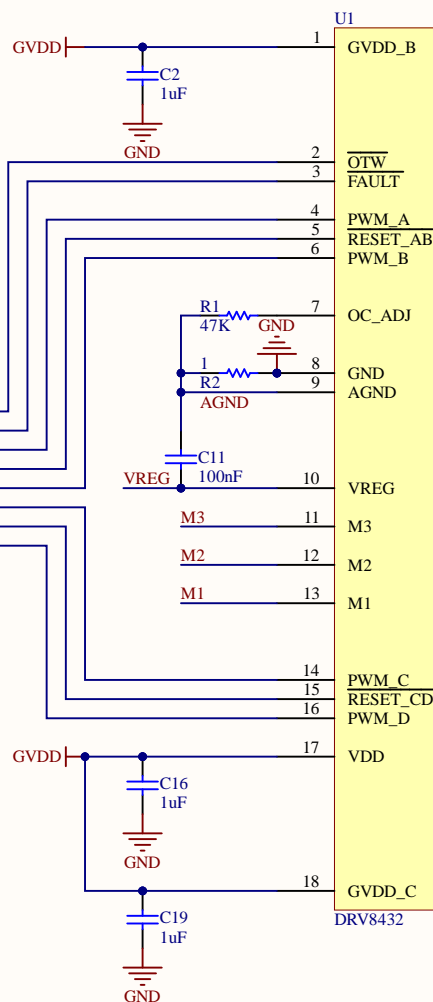 U1
GVDD
1
GVDD_B
C2
1uF
GND
2
OTW
3
FAULT
4
PWM_A
5
RESET_AB
6
PWM_B
R1
47K
GND
7
OC_ADJ
1
R2
8
GND
AGND
9
AGND
C11
100nF
VREG
10
VREG
M3
11
M3
M2
12
M2
M1
13
M1
14
PWM_C
15
RESET_CD
16
PWM_D
GVDD
17
VDD
C16
1uF
GND
18
GVDD_C
C19
1uF
DRV8432
GND